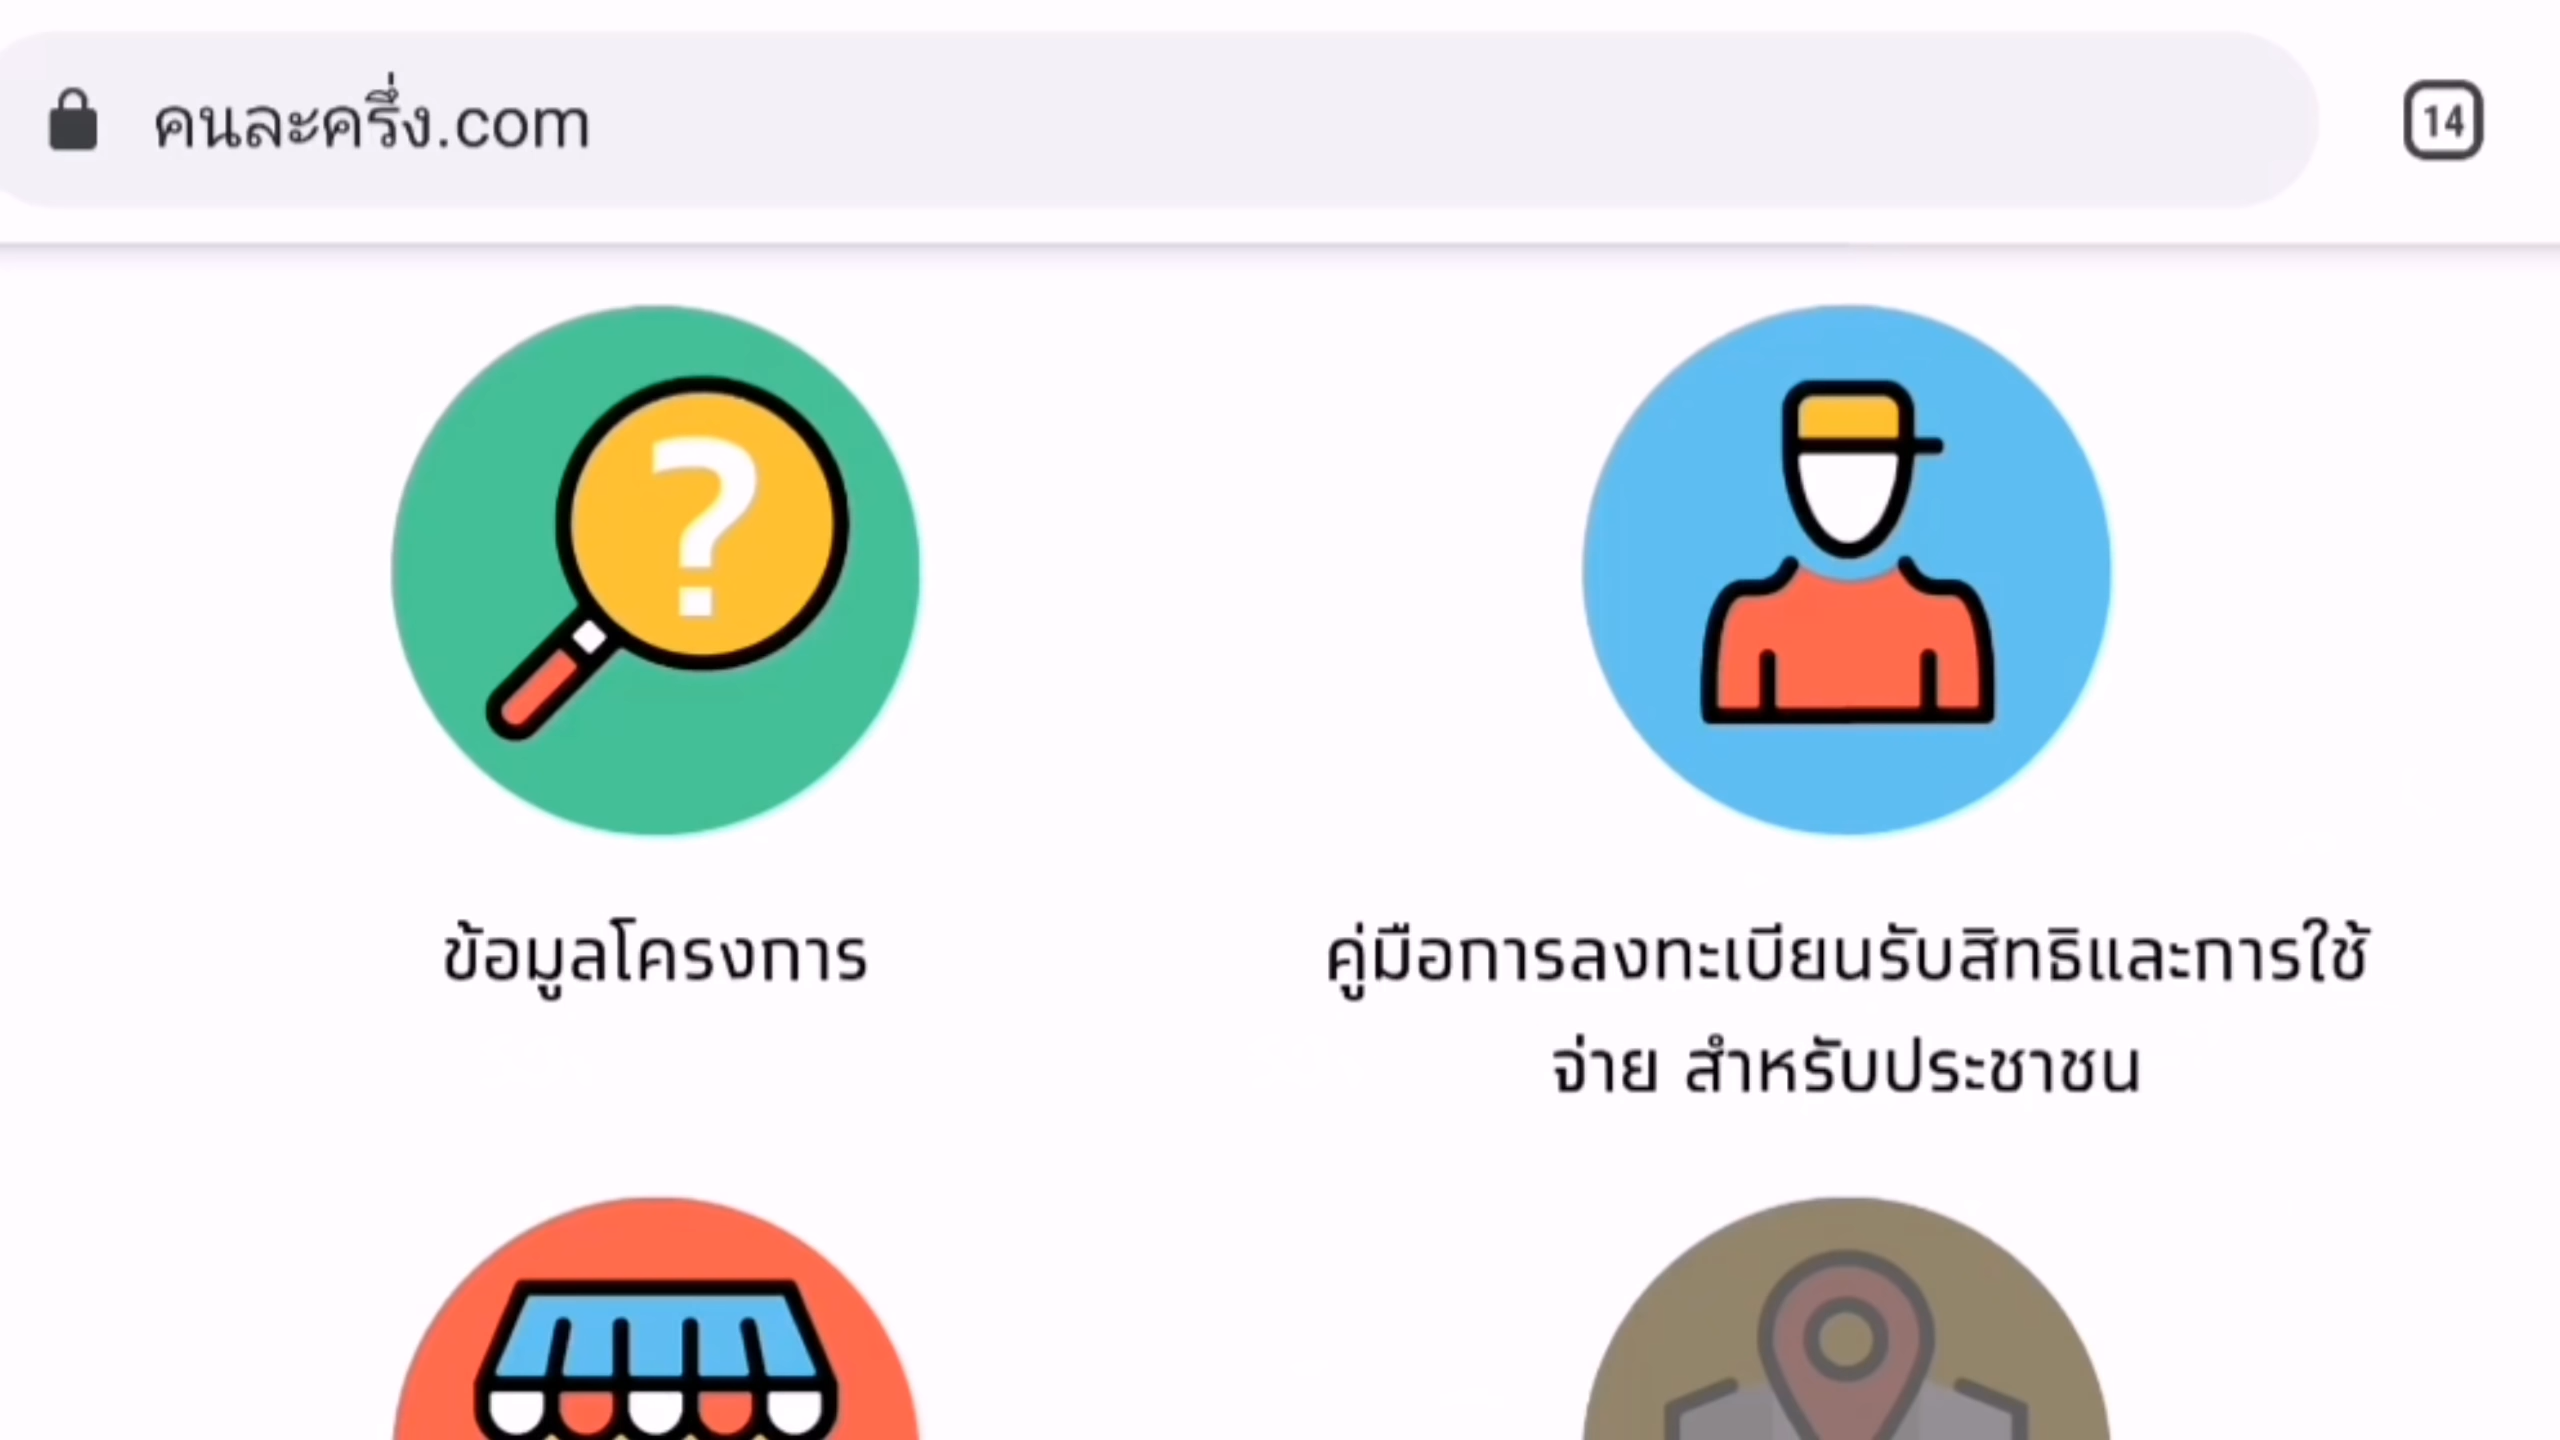 คนละครึ่ง.com
14
?
ข้อมูลโครงการ
คู่มือการลงทะเบียนรับสิทธิและการใช้
จ่าย สำหรับประชาชน